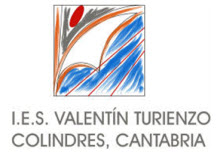 I.E.S. VALENTÍN TURIENZO
COLINDRES, CANTABRIA